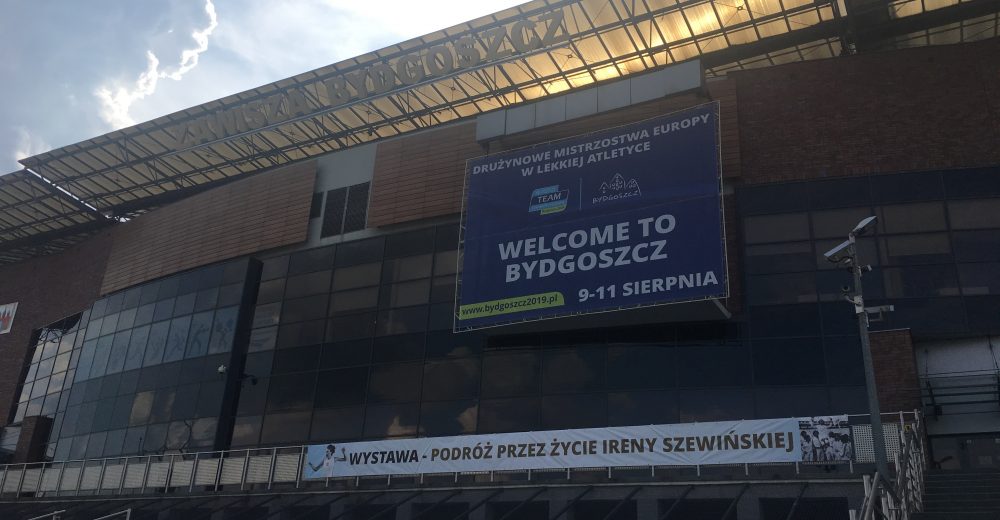 ZAWISZA BYDGOSZCZ
DRUŻYNOWE MISTRZOSTWA EUROPY
W LEKKIEJ ATLETYCE
TEAM
BYDGOSZCZ
WELCOME TO
BYDGOSZCZ
www.bydgoszcz2019.pl
9-11 SIERPNIA
WYSTAWA - PODRÓŻ PRZEZ ŻYCIE IRENY SZEWIŃSKIEJ